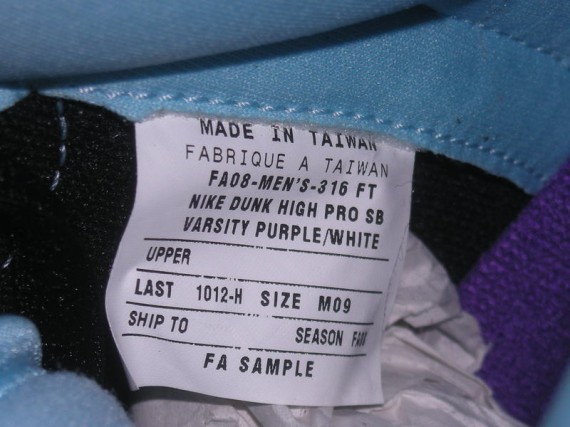 MADE IN TAIWAN
FABRIQUE A TAIWAN
FA08-MEN'S-316 FT
NIKE DUNK HIGH PRO SB
VARSITY PURPLE/WHITE
UPPER
LAST 1012-H SIZE M09
SHIP TO SEASON
FA SAMPLE